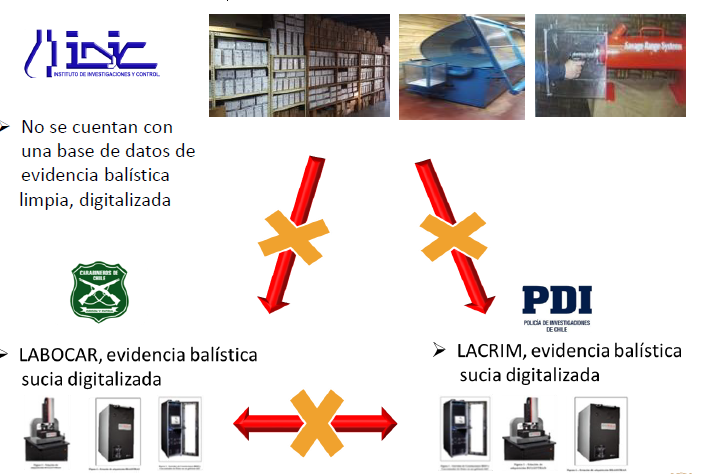 INSTITUTO DE INVESTIGACIONES Y CONTROL.
Savage Range Systems
No se cuentan con
una base de datos de
evidencia balística
limpia, digitalizada
CARABINEROS DE
CHILE
PDI
POLICÍA DE INVESTIGACIONES
DE CHILE
LABOCAR, evidencia balística
sucia digitalizada
LACRIM, evidencia balística
sucia digitalizada